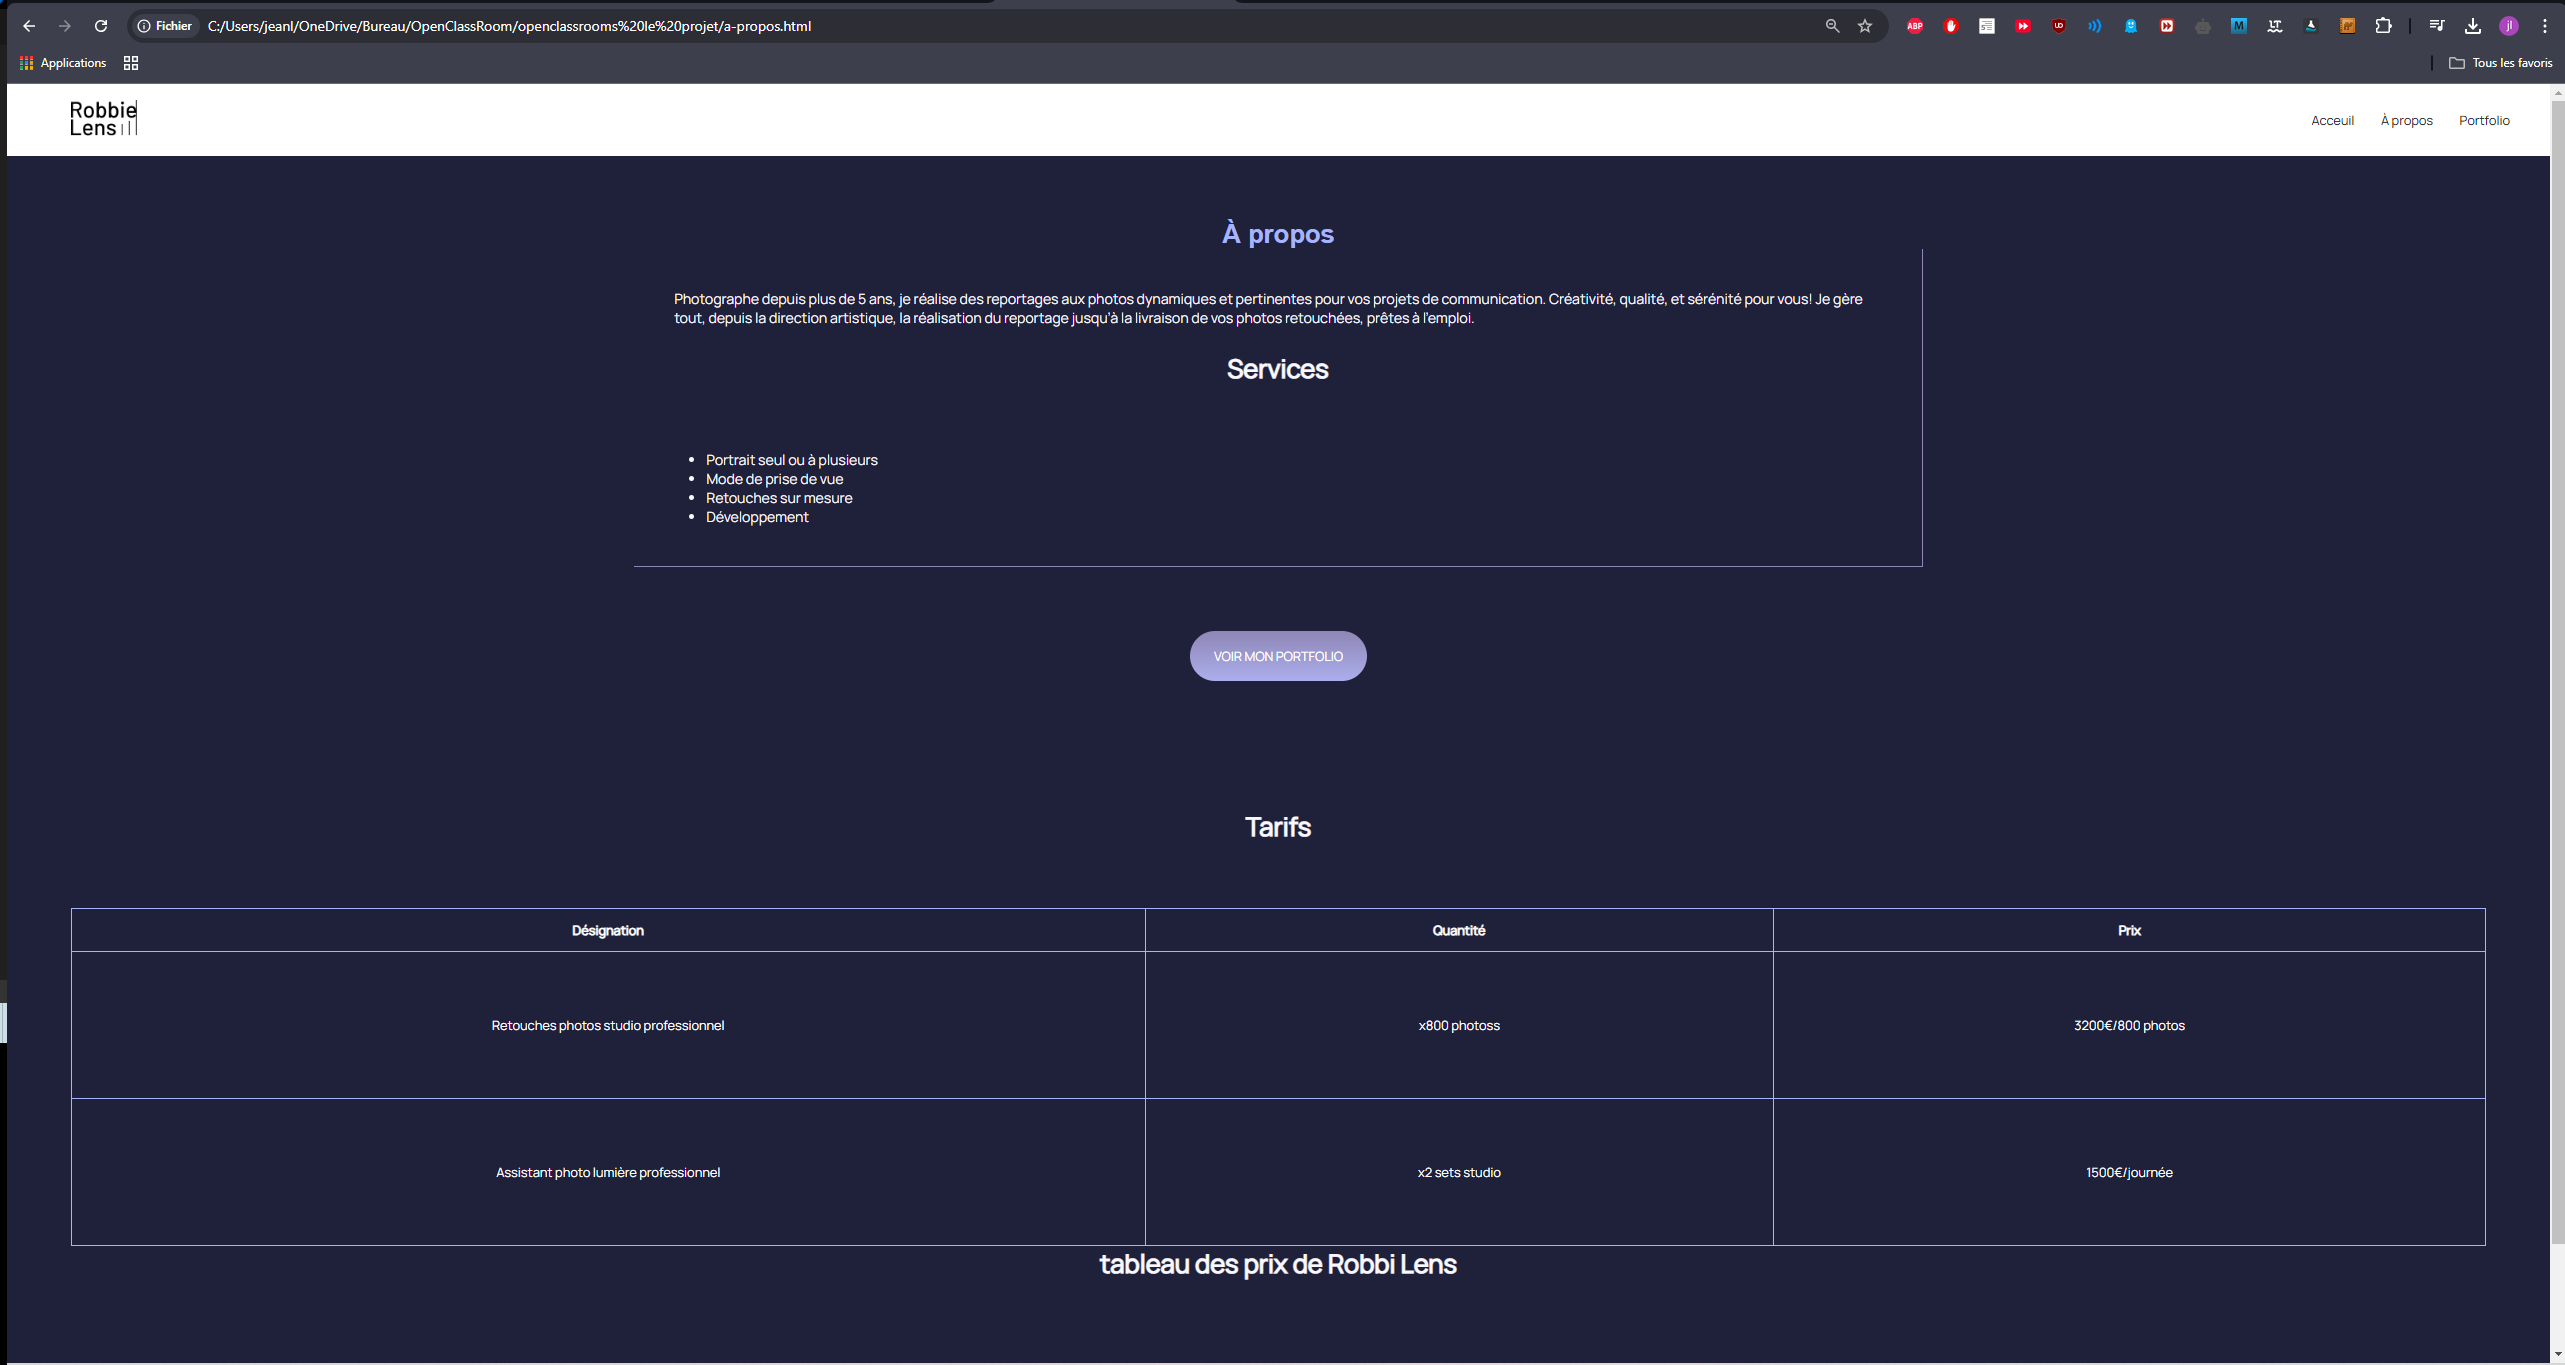 Fichier C:/Users/jeanl/OneDrive/Bureau/OpenClassRoom/openclassrooms%20le%20projet/a-propos.html
Applications Tous les favoris
Robbie
Lens
Acceuil À propos Portfolio
À propos
Photographe depuis plus de 5 ans, je réalise des reportages aux photos dynamiques et pertinentes pour vos projets de communication. Créativité, qualité, et sérénité pour vous! Je gère
tout, depuis la direction artistique, la réalisation du reportage jusqu'à la livraison de vos photos retouchées, prêtes à l'emploi.
Services
Portrait seul ou à plusieurs
Mode de prise de vue
Retouches sur mesure
Développement
VOIR MON PORTFOLIO
Tarifs
Désignation Quantité Prix
Retouches photos studio professionnel x800 photoss 3200€/800 photos
Assistant photo lumière professionnel x2 sets studio 1500€/journée
tableau des prix de Robbi Lens